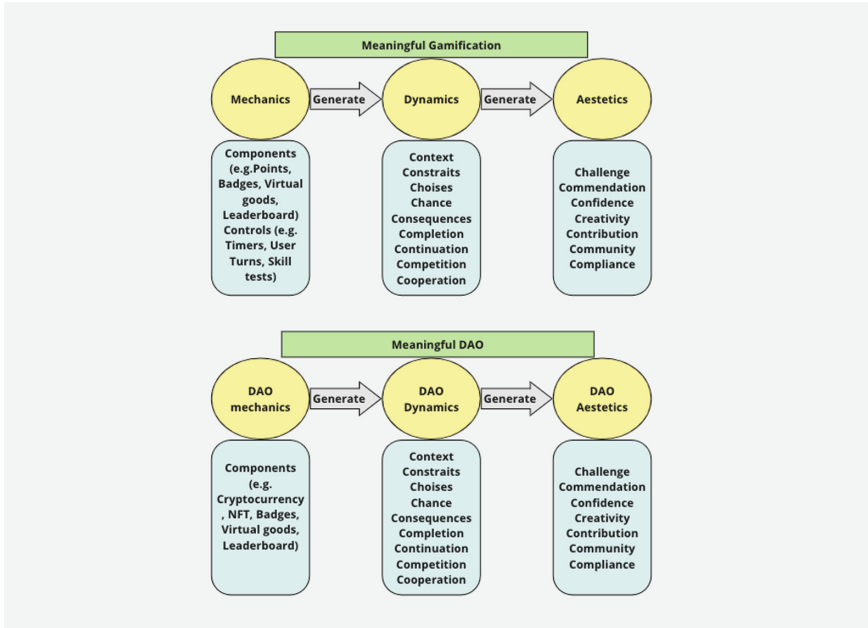 Meaningful Gamification
Mechanics
Generate
Dynamics
Generate
Aestetics
Components
(e.g.Points,
Badges, Virtual
goods,
Leaderboard)
Controls (e.g.
Timers, User
Turns, Skill
tests)
Context
Constraits
Choises
Chance
Consequences
Completion
Continuation
Competition
Cooperation
Challenge
Commendation
Confidence
Creativity
Contribution
Community
Compliance
Meaningful DAO
DAO
mechanics
Generate
DAO
Dynamics
Generate
DAO
Aestetics
Components
(e.g.
Cryptocurrency
, NFT, Badges,
Virtual goods,
Leaderboard)
Context
Constraits
Choises
Chance
Consequences
Completion
Continuation
Competition
Cooperation
Challenge
Commendation
Confidence
Creativity
Contribution
Community
Compliance